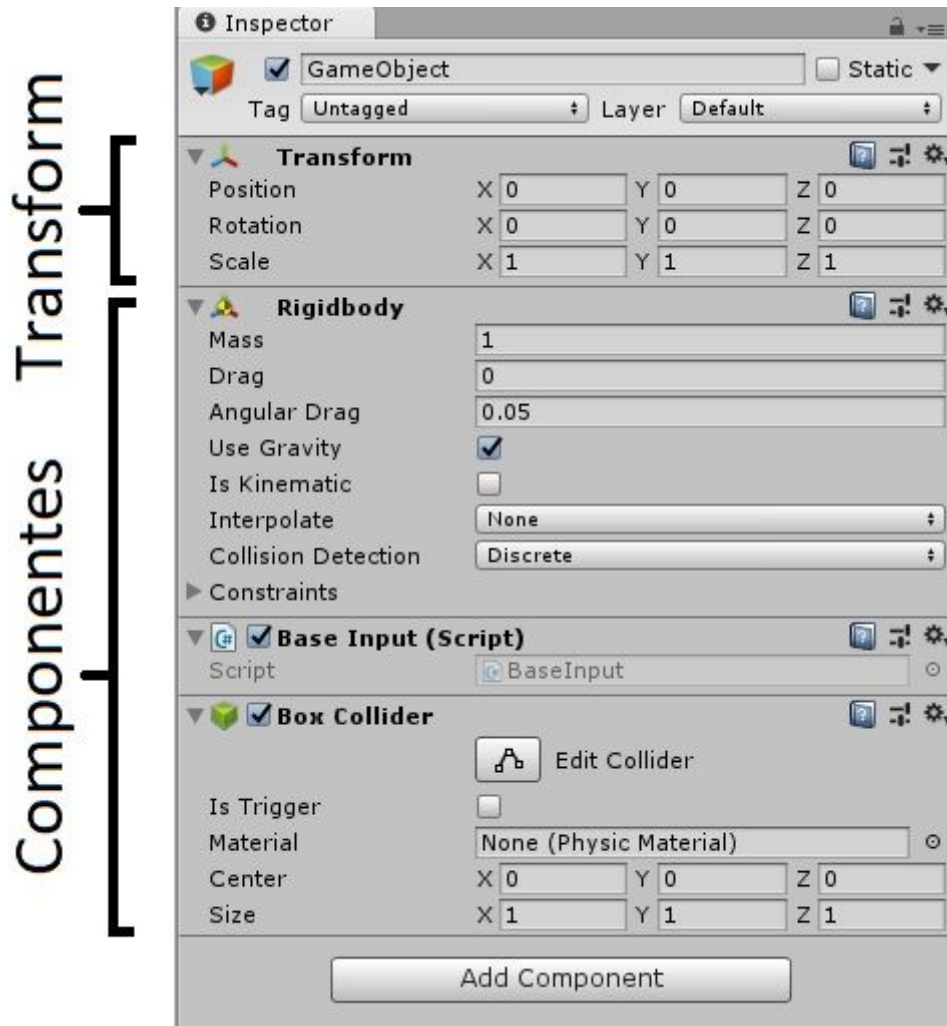 Inspector
GameObject Static
Tag Untagged Layer Default
Transform
Transform
Position X 0 Y 0 Z 0
Rotation X 0 Y 0 Z 0
Scale X 1 Y 1 Z 1
Componentes
Rigidbody
Mass 1
Drag 0
Angular Drag 0.05
Use Gravity
Is Kinematic
Interpolate None
Collision Detection Discrete
Constraints
Base Input (Script)
Script BaseInput
Box Collider
Edit Collider
Is Trigger
Material None (Physic Material)
Center X 0 Y 0 Z 0
Size X 1 Y 1 Z 1
Add Component